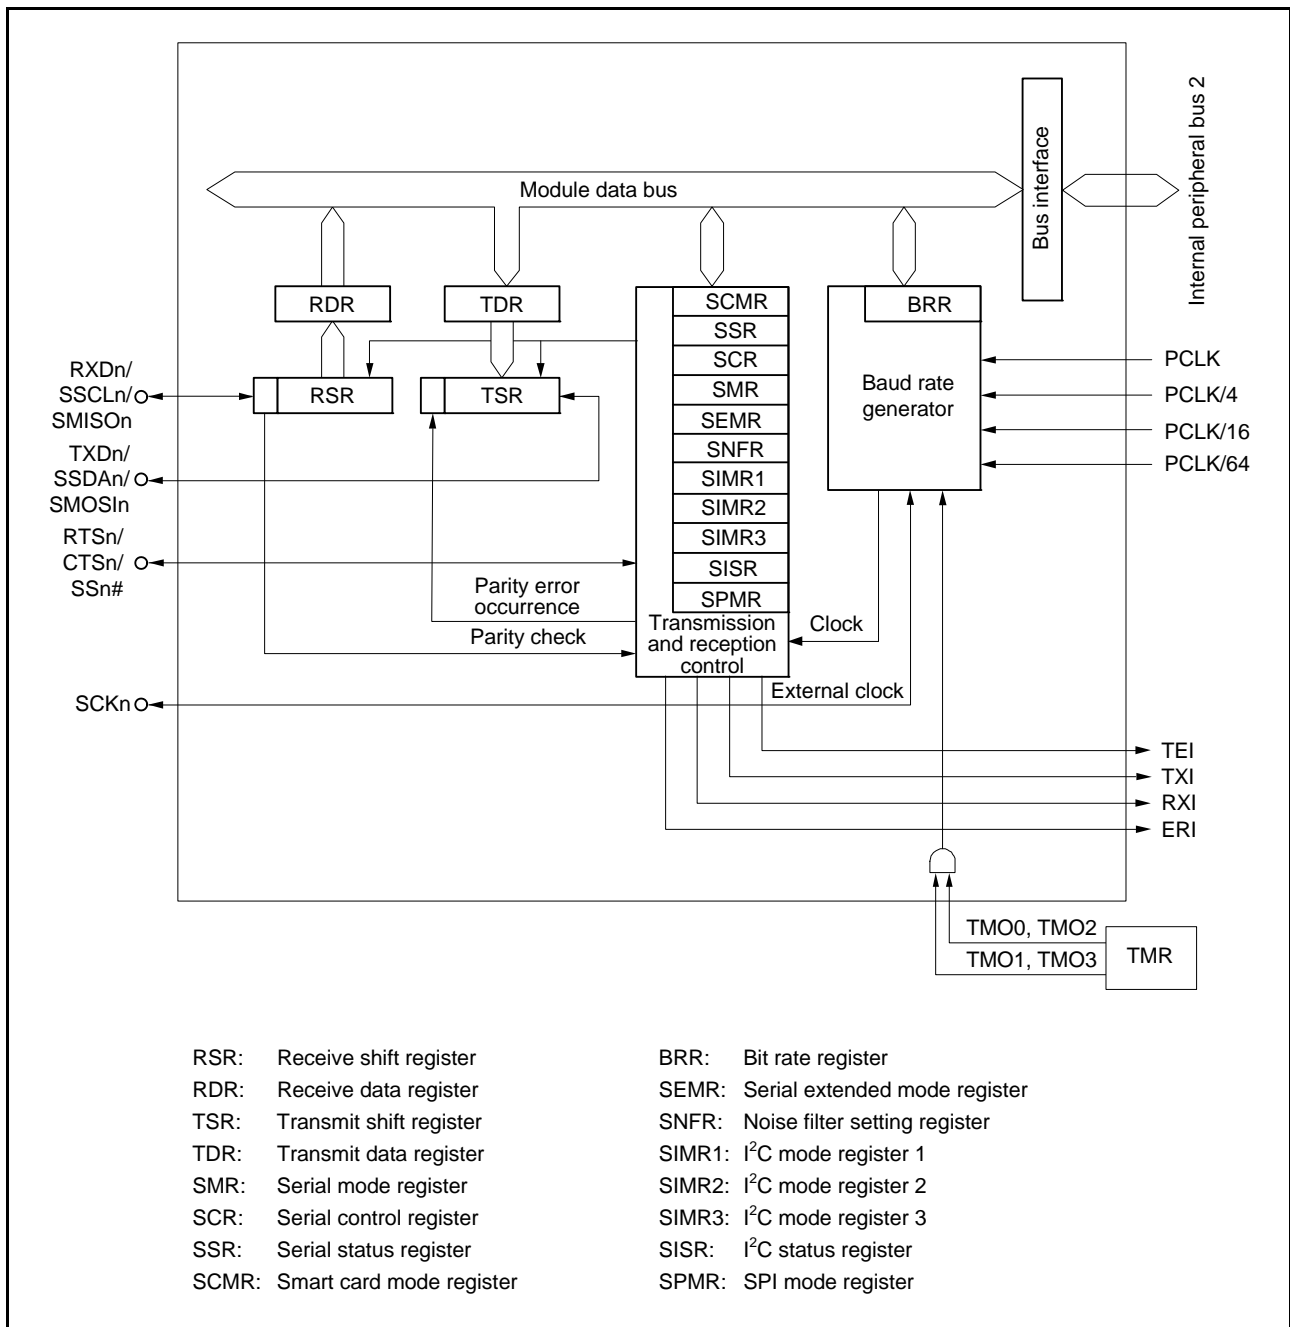 Module data bus
Bus interface
Internal peripheral bus 2
RDR
TDR
RSR
TSR
SCMR
SSR
SCR
SMR
SEMR
SNFR
SIMR1
SIMR2
SIMR3
SISR
SPMR
Transmission
and reception
control
BRR
Baud rate
generator
PCLK
PCLK/4
PCLK/16
PCLK/64
RXDn/
SSCLn/
SMISOn
TXDn/
SSDAn/
SMOSIn
RTSn/
CTSn/
SSn#
Parity error
occurrence
Parity check
Clock
SCKn
External clock
TEI
TXI
RXI
ERI
TMO0, TMO2
TMO1, TMO3
TMR
RSR: Receive shift register
RDR: Receive data register
TSR: Transmit shift register
TDR: Transmit data register
SMR: Serial mode register
SCR: Serial control register
SSR: Serial status register
SCMR: Smart card mode register
BRR: Bit rate register
SEMR: Serial extended mode register
SNFR: Noise filter setting register
SIMR1: I²C mode register 1
SIMR2: I²C mode register 2
SIMR3: I²C mode register 3
SISR: I²C status register
SPMR: SPI mode register